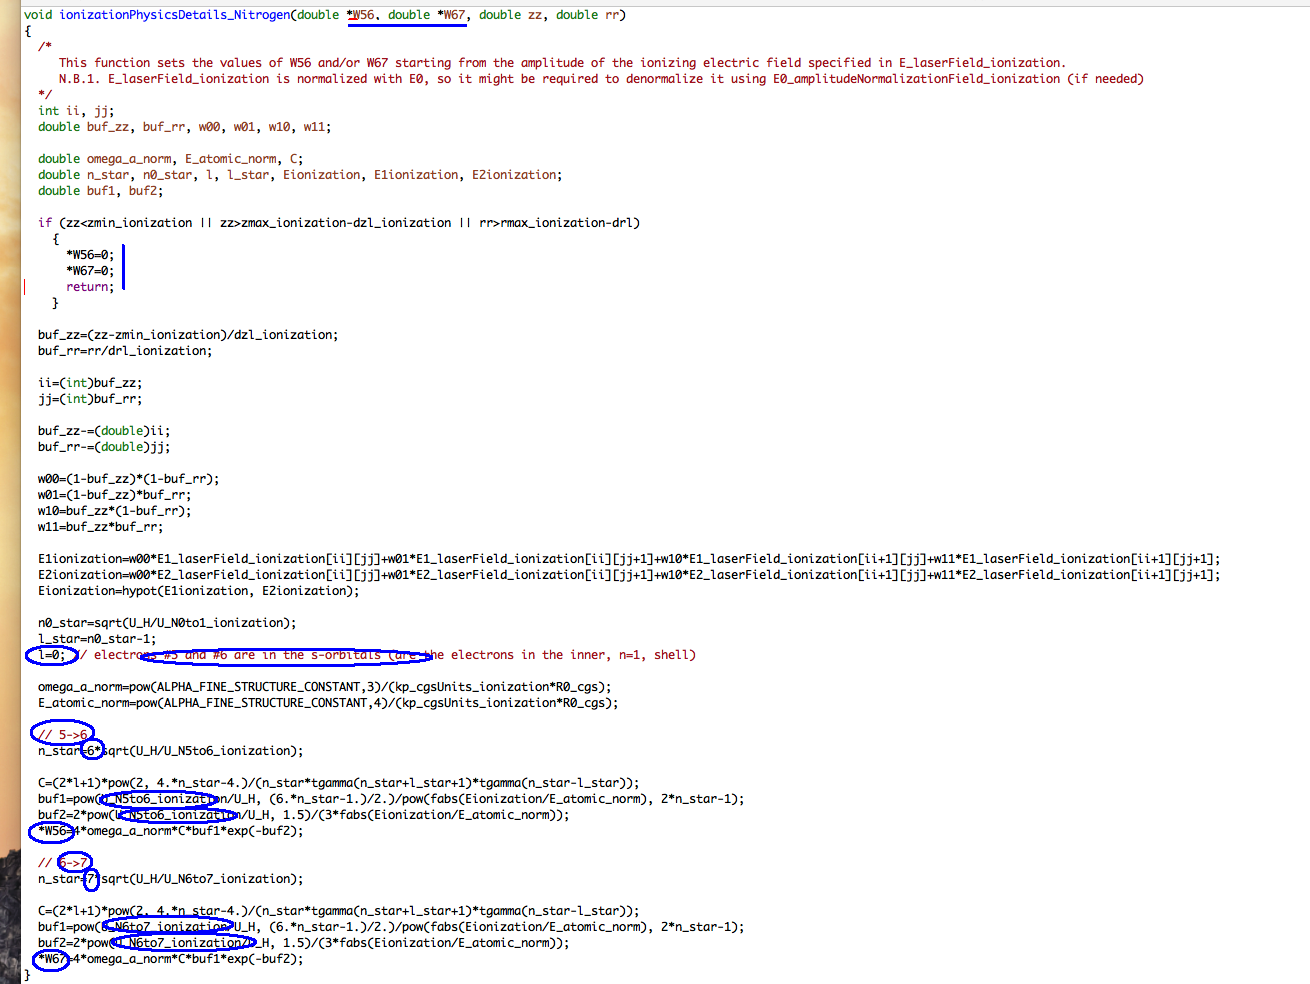 void ionizationPhysicsDetails_Nitrogen(double *W56, double *W67, double zz, double rr)
{
/*
This function sets the values of W56 and/or W67 starting from the amplitude of the ionizing electric field specified in E_laserField_ionization.
N.B.1. E_laserField_ionization is normalized with E0, so it might be required to denormalize it using E0_amplitudeNormalizationField_ionization (if needed)
*/
int ii, jj;
double buf_zz, buf_rr, w00, w01, w10, w11;
double omega_a_norm, E_atomic_norm, C;
double n_star, n0_star, l, l_star, Eionization, E1ionization, E2ionization;
double buf1, buf2;
if (zz<zmin_ionization || zz>zmax_ionization-dzl_ionization || rr>rmax_ionization-drl)
{
*W56=0;
*W67=0;
return;
}
buf_zz=(zz-zmin_ionization)/dzl_ionization;
buf_rr=rr/drl_ionization;
ii=(int)buf_zz;
jj=(int)buf_rr;
buf_zz-=(double)ii;
buf_rr-=(double)jj;
w00=(1-buf_zz)*(1-buf_rr);
w01=(1-buf_zz)*buf_rr;
w10=buf_zz*(1-buf_rr);
w11=buf_zz*buf_rr;
E1ionization=w00*E1_laserField_ionization[ii][jj]+w01*E1_laserField_ionization[ii][jj+1]+w10*E1_laserField_ionization[ii+1][jj]+w11*E1_laserField_ionization[ii+1][jj+1];
E2ionization=w00*E2_laserField_ionization[ii][jj]+w01*E2_laserField_ionization[ii][jj+1]+w10*E2_laserField_ionization[ii+1][jj]+w11*E2_laserField_ionization[ii+1][jj+1];
Eionization=hypot(E1ionization, E2ionization);
n0_star=sqrt(U_H/U_N0to1_ionization);
l_star=n0_star-1;
l=0; // electrons #5 and #6 are in the s-orbitals (are the electrons in the inner, n=1, shell)
omega_a_norm=pow(ALPHA_FINE_STRUCTURE_CONSTANT,3)/(kp_cgsUnits_ionization*R0_cgs);
E_atomic_norm=pow(ALPHA_FINE_STRUCTURE_CONSTANT,4)/(kp_cgsUnits_ionization*R0_cgs);
// 5->6
n_star=6*sqrt(U_H/U_N5to6_ionization);
C=(2*l+1)*pow(2, 4.*n_star-4.)/(n_star*tgamma(n_star+l_star+1)*tgamma(n_star-l_star));
buf1=pow(U_N5to6_ionization/U_H, (6.*n_star-1.)/2.)/pow(fabs(Eionization/E_atomic_norm), 2*n_star-1);
buf2=2*pow(U_N5to6_ionization/U_H, 1.5)/(3*fabs(Eionization/E_atomic_norm));
*W56=4*omega_a_norm*C*buf1*exp(-buf2);
// 6->7
n_star=7*sqrt(U_H/U_N6to7_ionization);
C=(2*l+1)*pow(2, 4.*n_star-4.)/(n_star*tgamma(n_star+l_star+1)*tgamma(n_star-l_star));
buf1=pow(U_N6to7_ionization/U_H, (6.*n_star-1.)/2.)/pow(fabs(Eionization/E_atomic_norm), 2*n_star-1);
buf2=2*pow(U_N6to7_ionization/U_H, 1.5)/(3*fabs(Eionization/E_atomic_norm));
*W67=4*omega_a_norm*C*buf1*exp(-buf2);
}